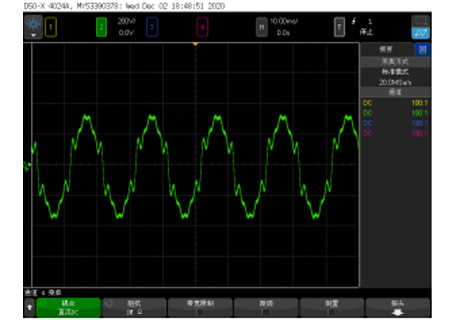 DSO-X 4024A, MY53390378: Wed Dec 02 18:48:51 2020
1 2 200V/ 0.0V 3 4 H 10.00ms/ 0.0s T 1 停止
概要
采集方式
标准模式
20.0MSa/s
通道
DC 100:1
DC 100:1
DC 100:1
DC 100:1
通道 4 菜单
耦合 直流DC
阻抗 1M Ω
带宽限制
微调
倒置
探头